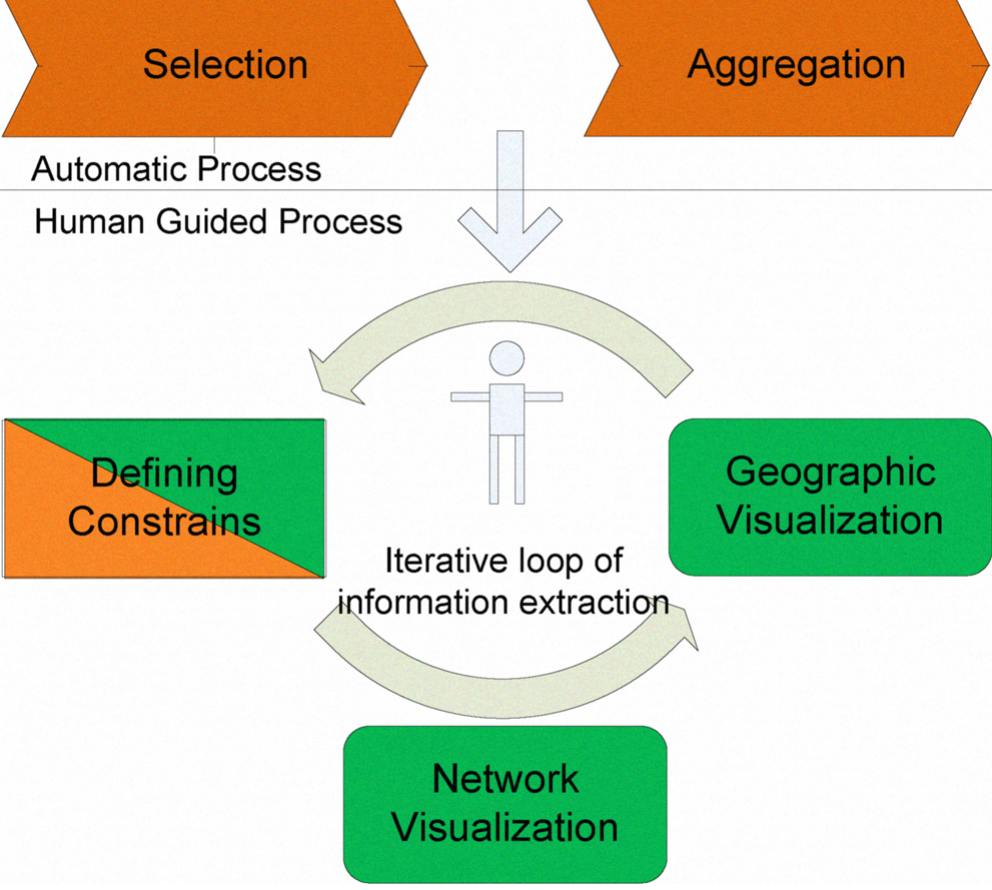 Selection
Aggregation
Automatic Process
Human Guided Process
Defining
Constrains
Geographic
Visualization
Iterative loop of
information extraction
Network
Visualization